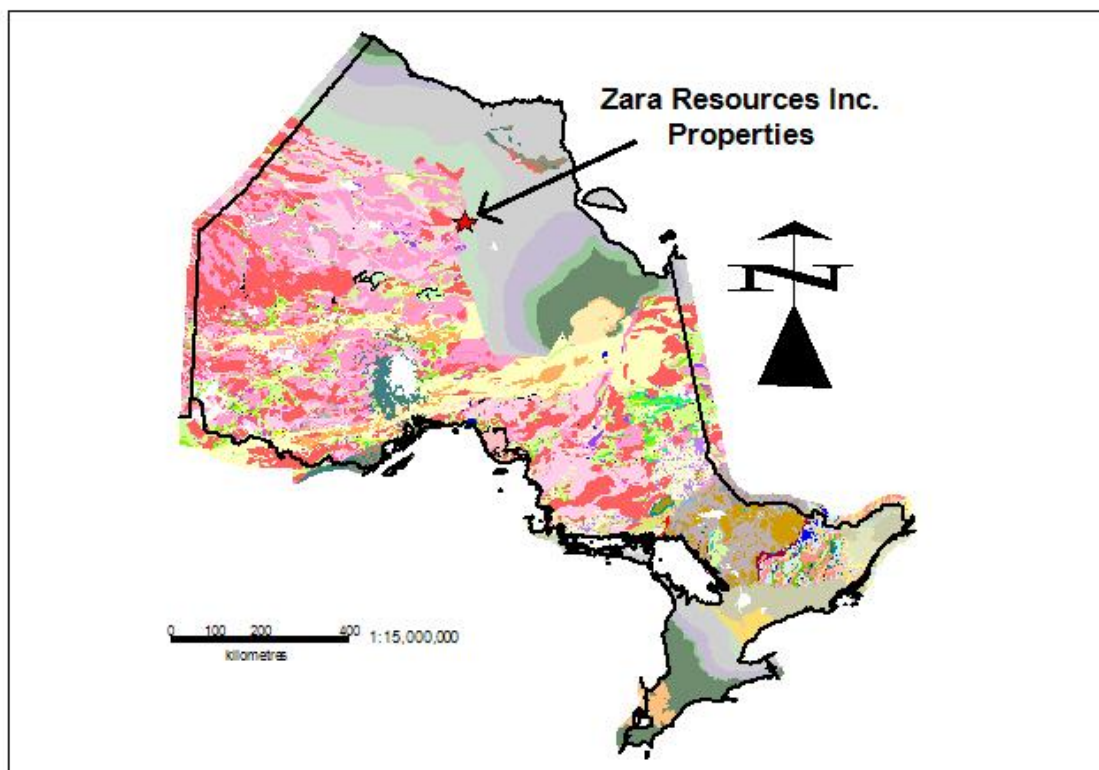 Zara Resources Inc.
Properties
N
0 100 200 400 1:15,000,000
kilometres